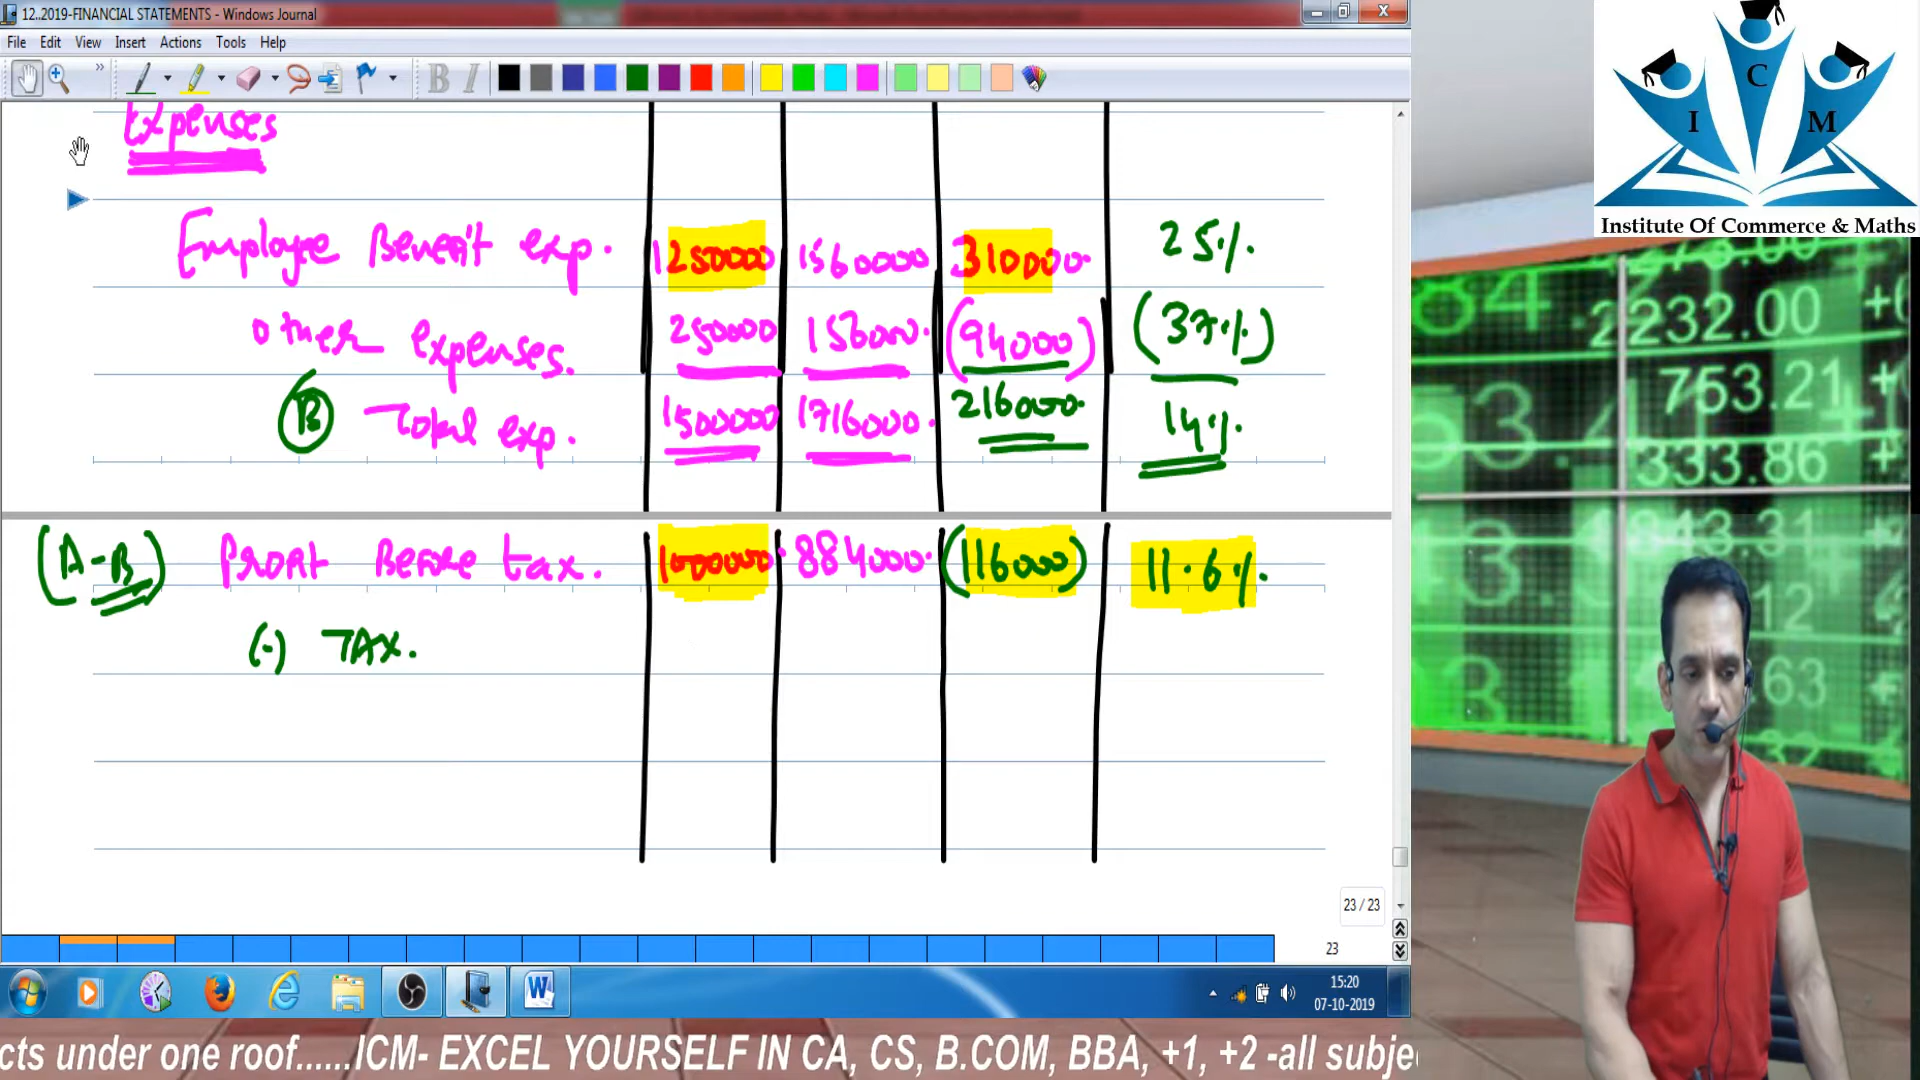 12..2019-FINANCIAL STATEMENTS - Windows Journal
File Edit View Insert Actions Tools Help
Expenses
Employee Benefit exp. 1250000 1560000 310000 25%.
other expenses. 250000 156000. (94000) (37%)
B Total exp. 1500000 1716000. 216000. 14%.
(A-B) Profit Before tax. 1000000. 884000. (116000) 11.6%.
(-) TAX.
23 / 23
23
15:20
07-10-2019
I C M
Institute Of Commerce & Maths
2232.00
753.21
333.86
cts under one roof......ICM- EXCEL YOURSELF IN CA, CS, B.COM, BBA, +1, +2 -all subje